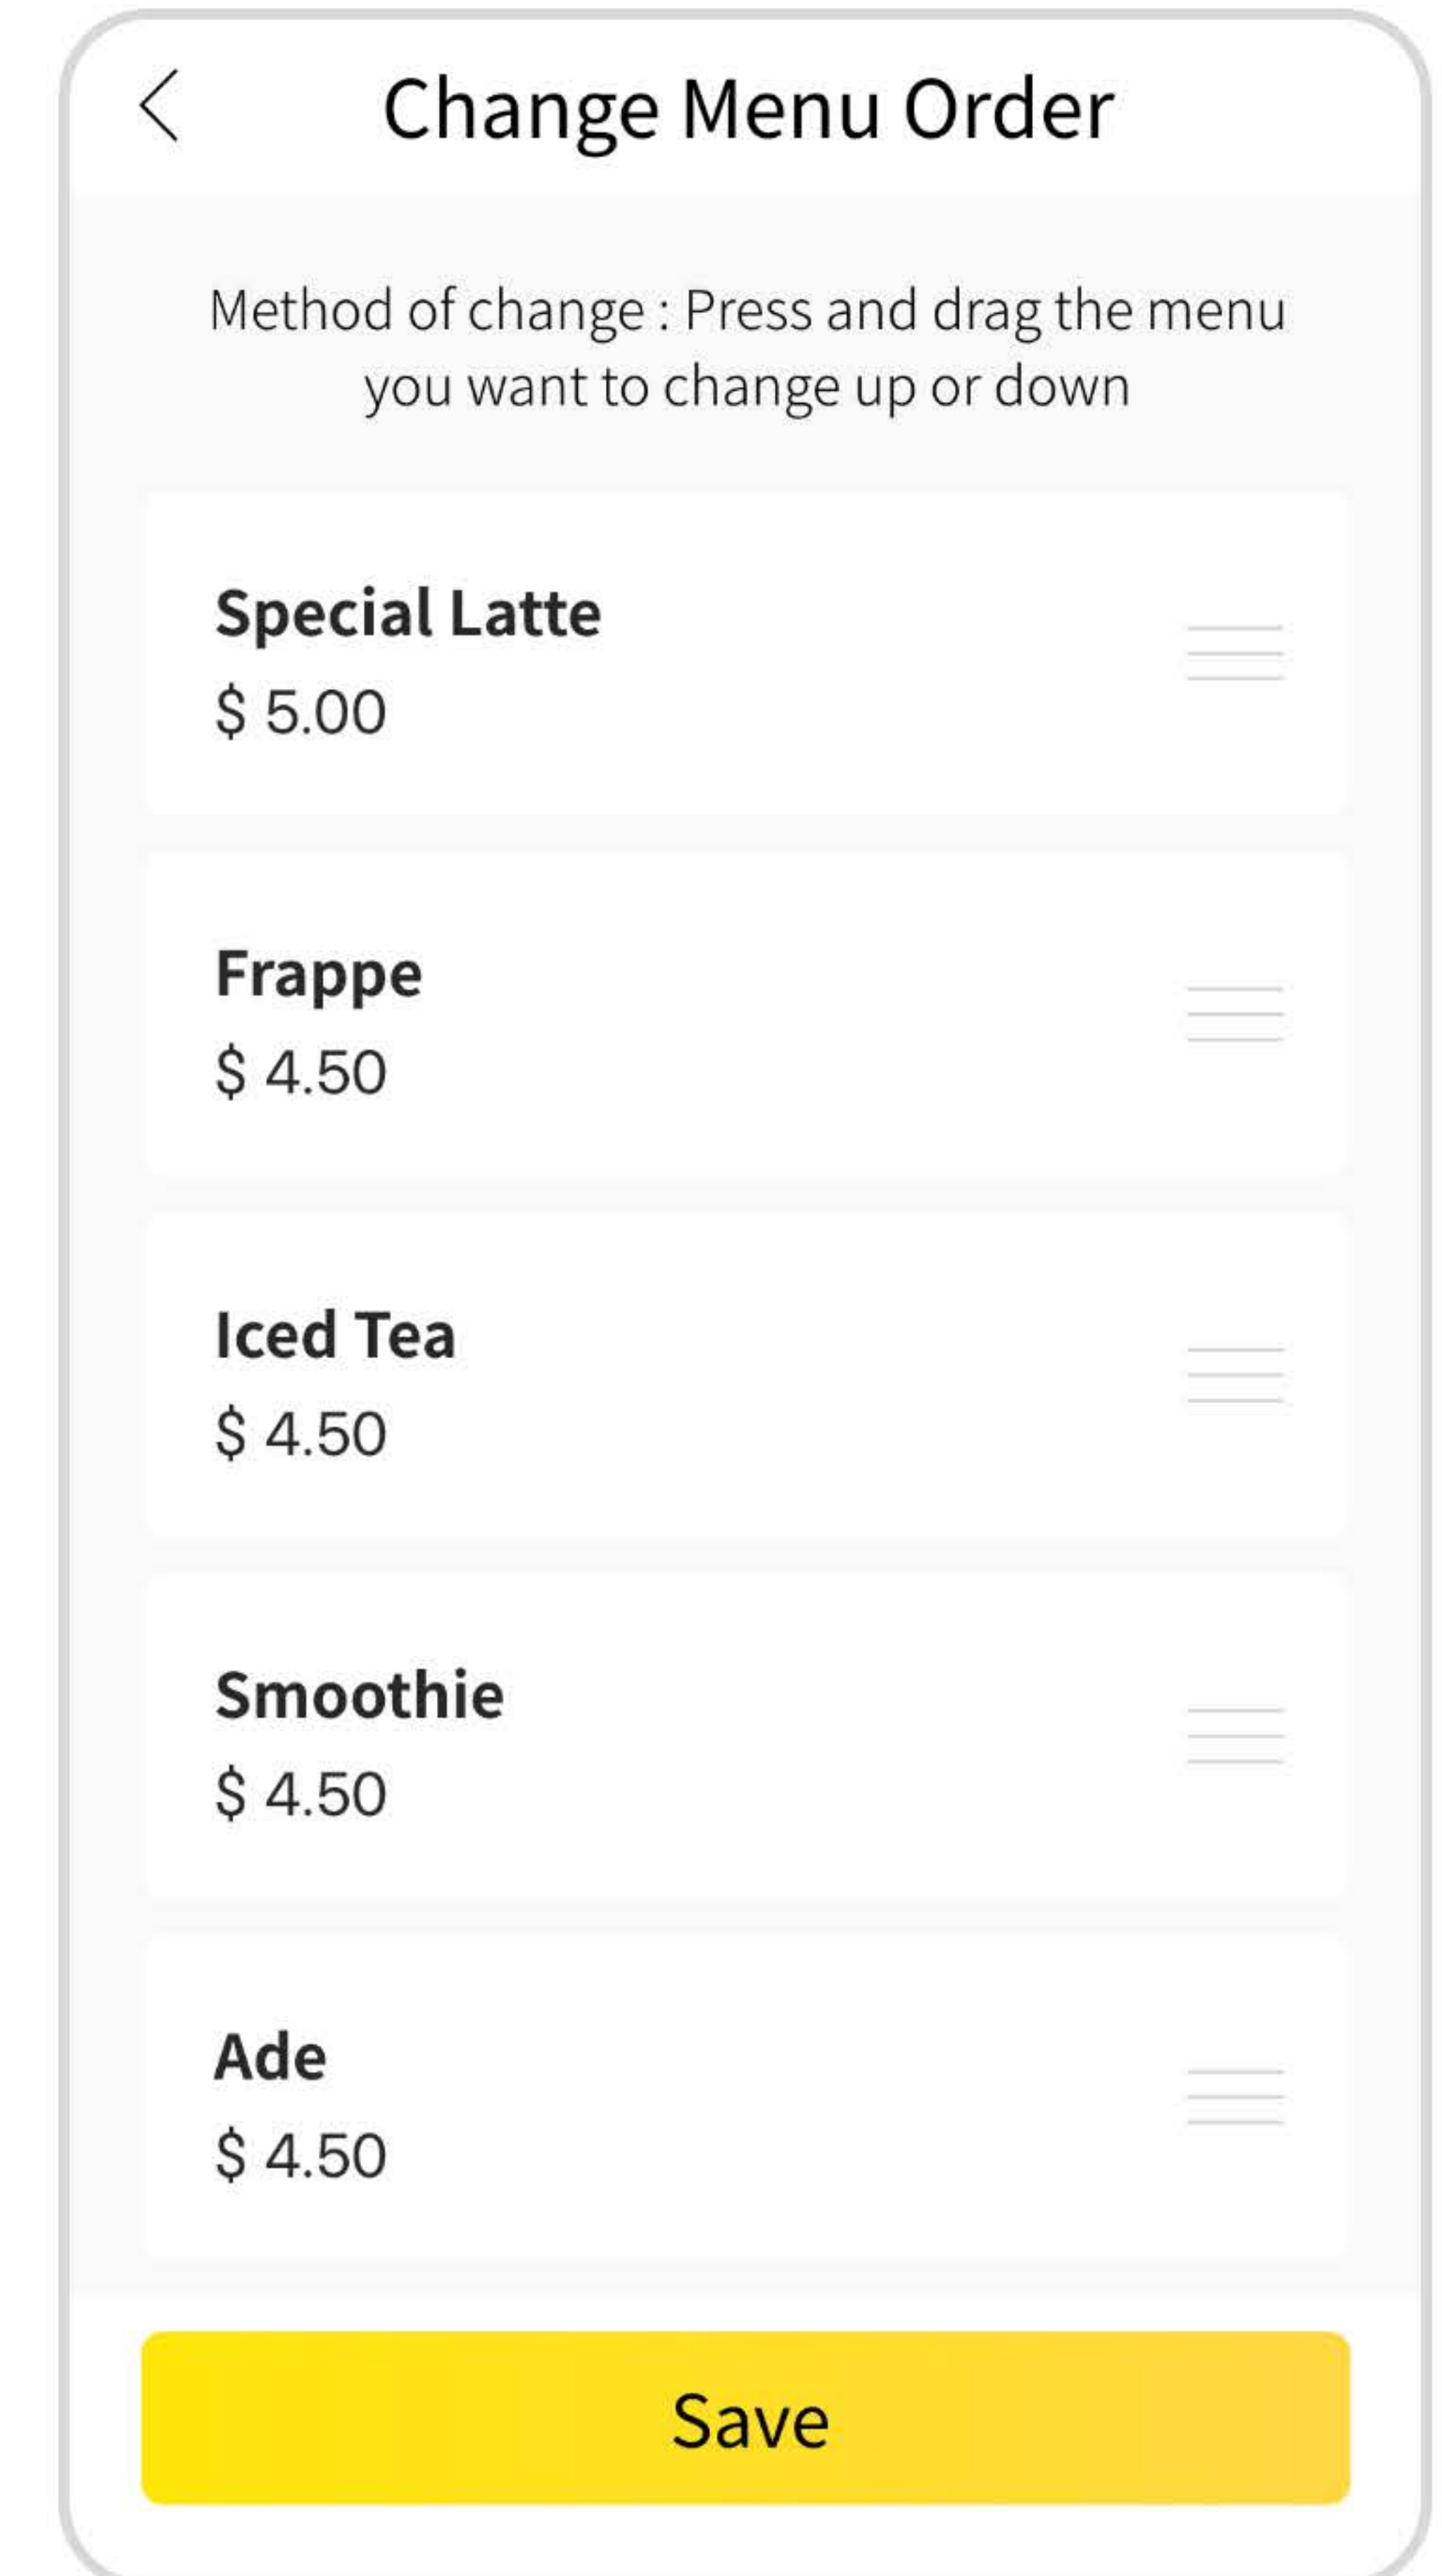 Change Menu Order
Method of change : Press and drag the menu
you want to change up or down
Special Latte
$ 5.00
Frappe
$ 4.50
Iced Tea
$ 4.50
Smoothie
$ 4.50
Ade
$ 4.50
Save